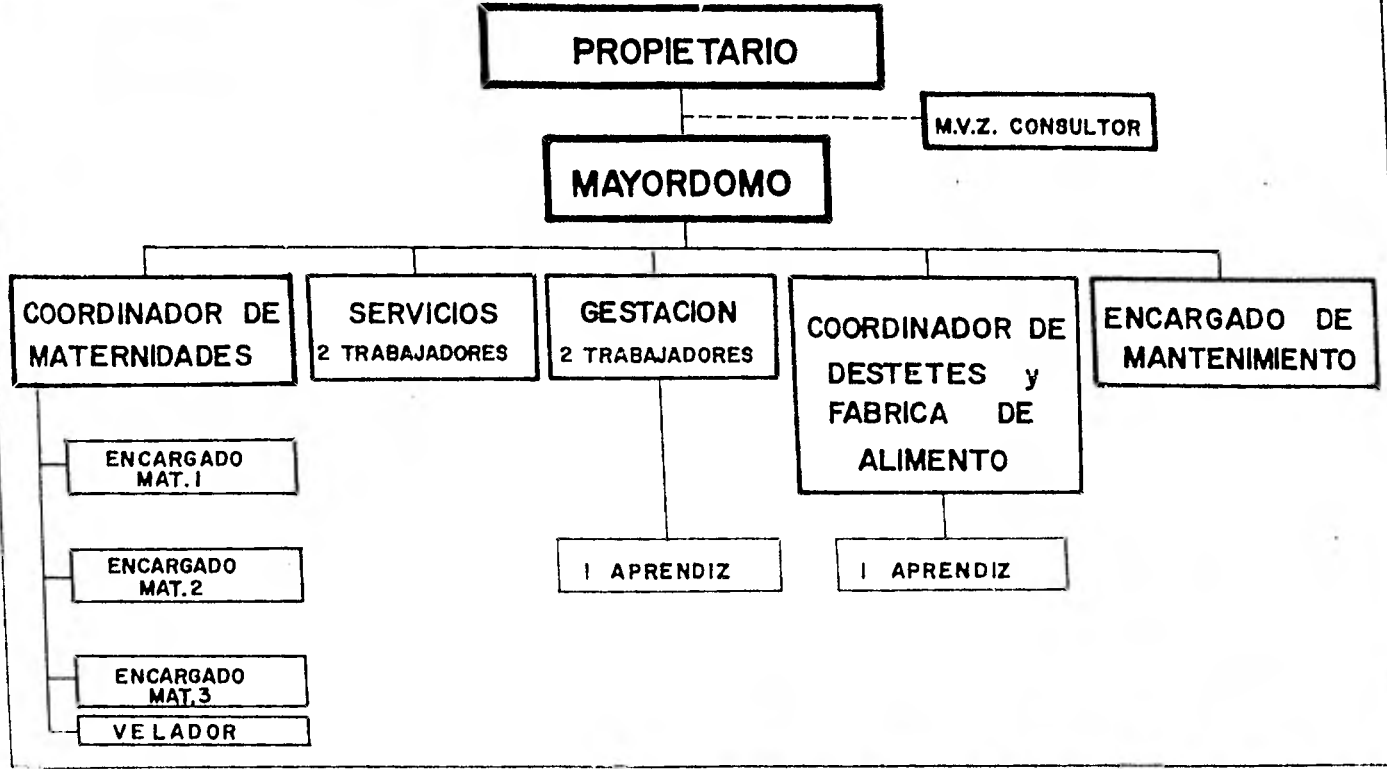 PROPIETARIO
M.V.Z. CONSULTOR
MAYORDOMO
COORDINADOR DE
MATERNIDADES
SERVICIOS
2 TRABAJADORES
GESTACION
2 TRABAJADORES
COORDINADOR DE
DESTETES y
FABRICA DE
ALIMENTO
ENCARGADO DE
MANTENIMIENTO
ENCARGADO
MAT.1
ENCARGADO
MAT.2
ENCARGADO
MAT.3
VELADOR
1 APRENDIZ
1 APRENDIZ